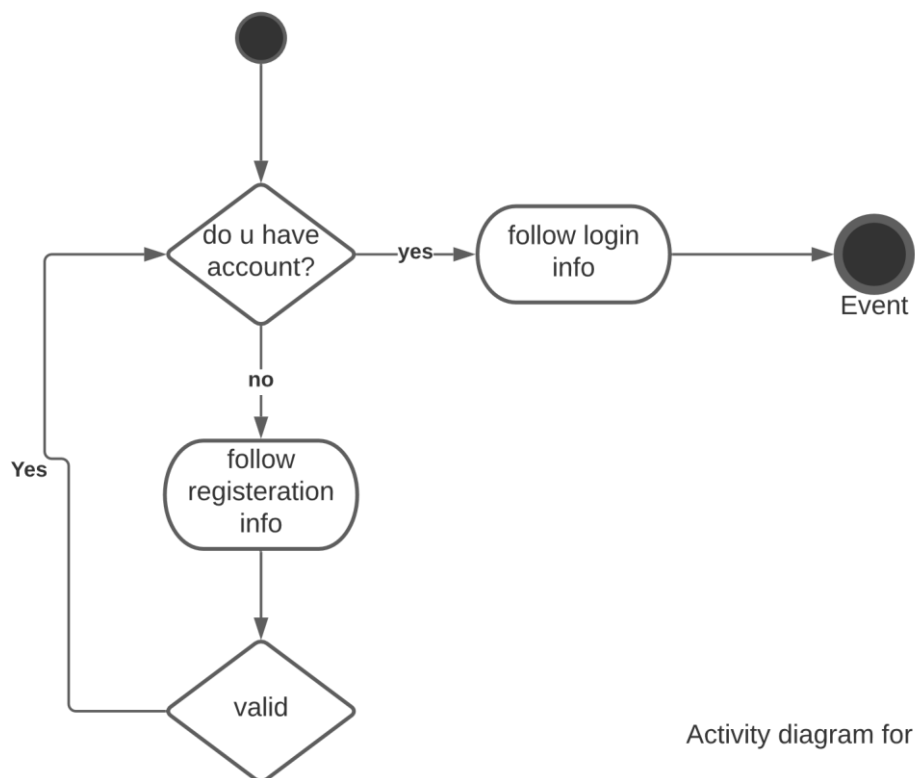 do u have
account?
yes
follow login
info
Event
no
follow
registeration
info
Yes
valid
Activity diagram for